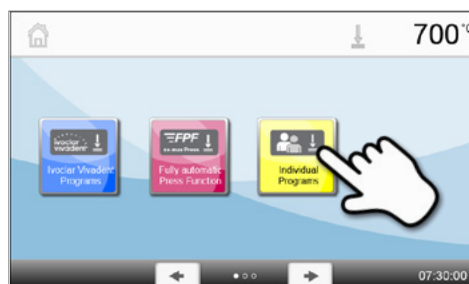 700°C
ivoclar vivadent
Ivoclar Vivadent
Programs
FPF
Fully automatic
Press Function
Individual
Programs
07:30:00